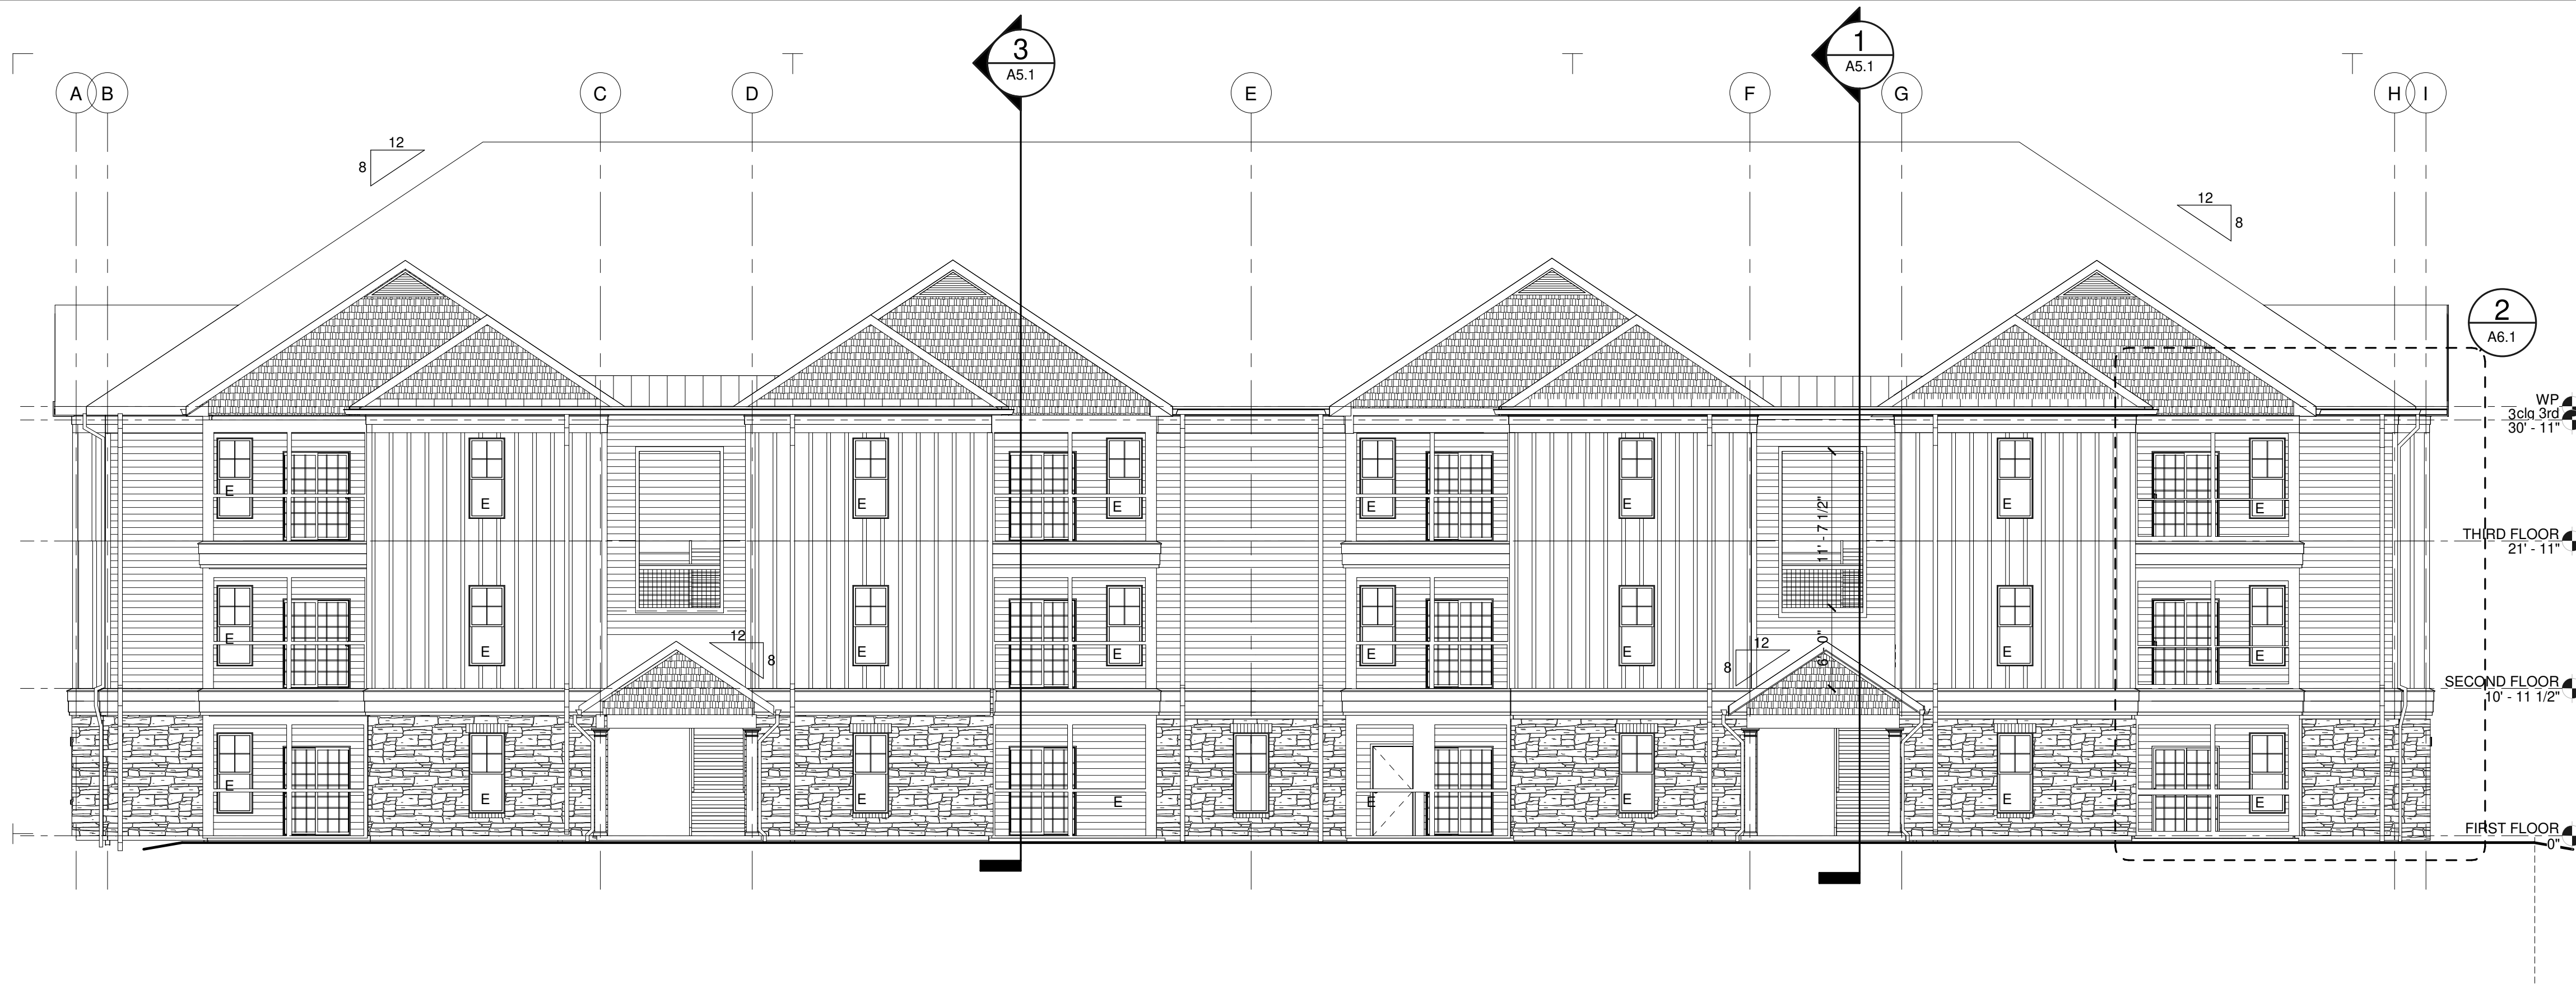 3
A5.1
1
A5.1
A
B
C
D
E
F
G
H
I
12
8
12
8
2
A6.1
WP
3clg 3rd
30' - 11"
E
E
E
E
E
E
E
E
11' - 7 1/2"
THIRD FLOOR
21' - 11"
12
8
12
8
6' - 0"
E
E
E
E
E
E
E
E
SECOND FLOOR
10' - 11 1/2"
E
E
E
E
E
E
E
E
FIRST FLOOR
0"